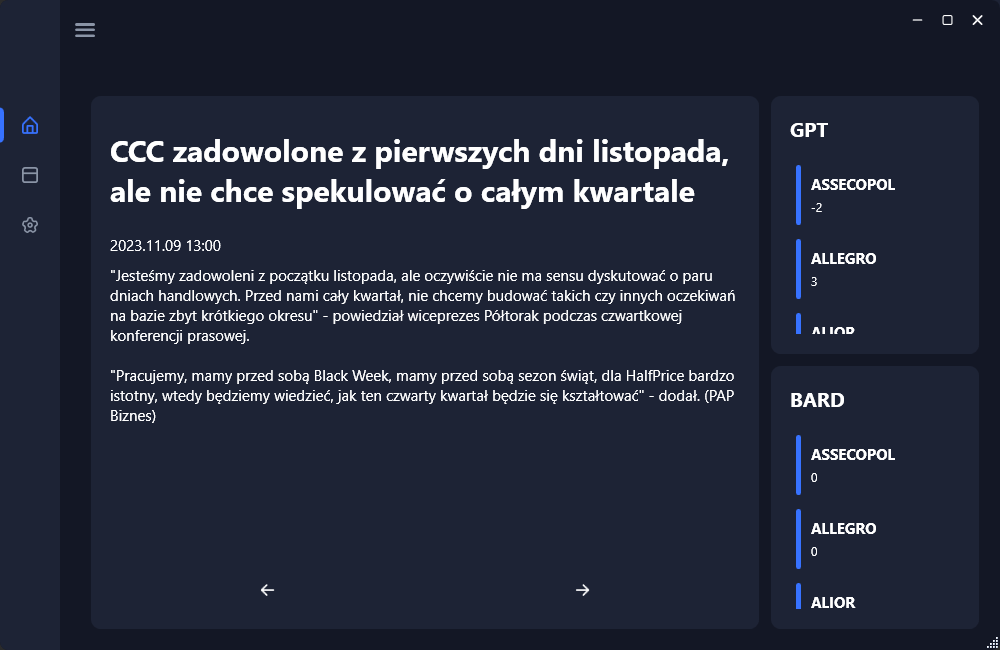 CCC zadowolone z pierwszych dni listopada,
ale nie chce spekulować o całym kwartale
2023.11.09 13:00
"Jesteśmy zadowoleni z początku listopada, ale oczywiście nie ma sensu dyskutować o paru
dniach handlowych. Przed nami cały kwartał, nie chcemy budować takich czy innych oczekiwań
na bazie zbyt krótkiego okresu" - powiedział wiceprezes Półtorak podczas czwartkowej
konferencji prasowej.
"Pracujemy, mamy przed sobą Black Week, mamy przed sobą sezon świąt, dla HalfPrice bardzo
istotny, wtedy będziemy wiedzieć, jak ten czwarty kwartał będzie się kształtować" - dodał. (PAP
Biznes)
GPT
ASSECOPOL
-2
ALLEGRO
3
ALIOR
BARD
ASSECOPOL
0
ALLEGRO
0
ALIOR